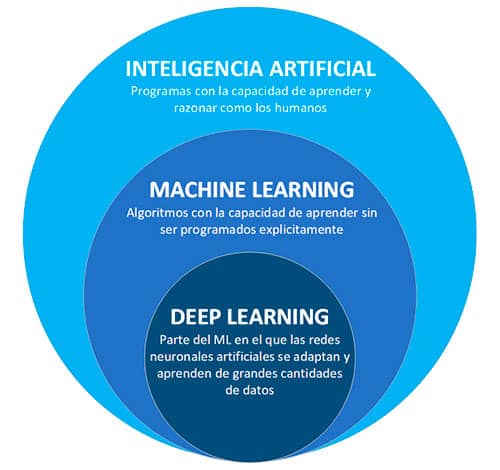 INTELIGENCIA ARTIFICIAL
Programas con la capacidad de aprender y
razonar como los humanos
MACHINE LEARNING
Algoritmos con la capacidad de aprender sin
ser programados explicitamente
DEEP LEARNING
Parte del ML en el que las redes
neuronales artificiales se adaptan y
aprenden de grandes cantidades
de datos